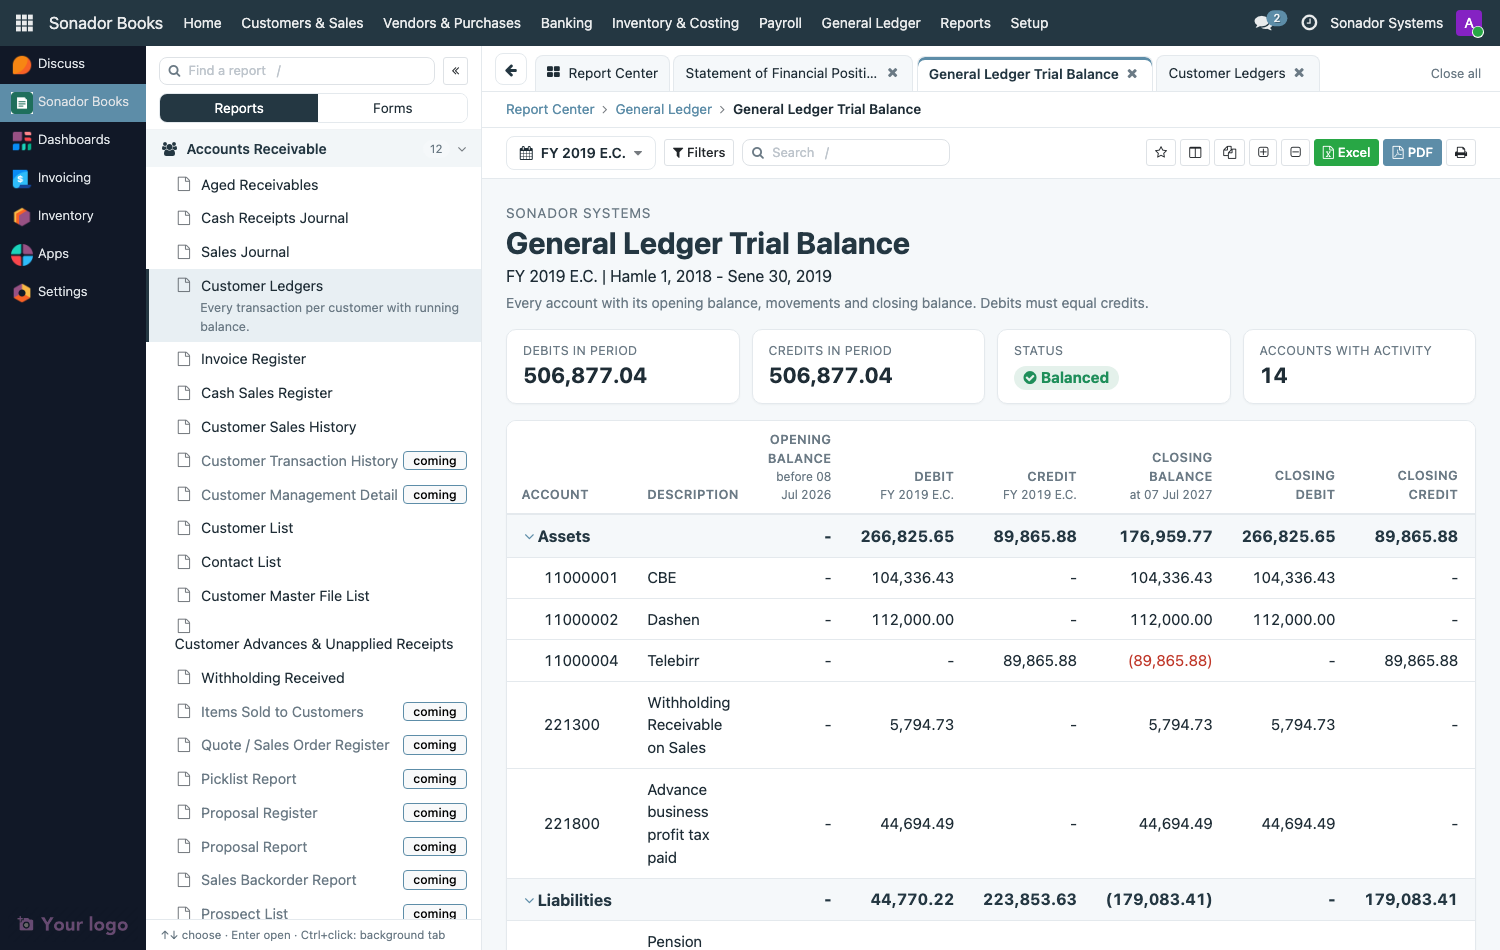 Sonador Books Home Customers & Sales Vendors & Purchases Banking Inventory & Costing Payroll General Ledger Reports Setup 2 Sonador Systems A
Discuss
Sonador Books
Dashboards
Invoicing
Inventory
Apps
Settings
Your logo
Find a report /
«
Reports Forms
Accounts Receivable 12
Aged Receivables
Cash Receipts Journal
Sales Journal
Customer Ledgers
Every transaction per customer with running
balance.
Invoice Register
Cash Sales Register
Customer Sales History
Customer Transaction History coming
Customer Management Detail coming
Customer List
Contact List
Customer Master File List
Customer Advances & Unapplied Receipts
Withholding Received
Items Sold to Customers coming
Quote / Sales Order Register coming
Picklist Report coming
Proposal Register coming
Proposal Report coming
Sales Backorder Report coming
Prospect List coming
↑↓ choose · Enter open · Ctrl+click: background tab
Report Center Statement of Financial Positi... General Ledger Trial Balance Customer Ledgers Close all
Report Center > General Ledger > General Ledger Trial Balance
FY 2019 E.C. Filters Search / Excel PDF
SONADOR SYSTEMS
General Ledger Trial Balance
FY 2019 E.C. | Hamle 1, 2018 - Sene 30, 2019
Every account with its opening balance, movements and closing balance. Debits must equal credits.
DEBITS IN PERIOD
506,877.04
CREDITS IN PERIOD
506,877.04
STATUS
Balanced
ACCOUNTS WITH ACTIVITY
14
ACCOUNT
DESCRIPTION
OPENING
BALANCE
before 08
Jul 2026
DEBIT
FY 2019 E.C.
CREDIT
FY 2019 E.C.
CLOSING
BALANCE
at 07 Jul 2027
CLOSING
DEBIT
CLOSING
CREDIT
Assets - 266,825.65 89,865.88 176,959.77 266,825.65 89,865.88
11000001 CBE - 104,336.43 - 104,336.43 104,336.43 -
11000002 Dashen - 112,000.00 - 112,000.00 112,000.00 -
11000004 Telebirr - - 89,865.88 (89,865.88) - 89,865.88
Withholding
Receivable
on Sales
221300 - 5,794.73 - 5,794.73 5,794.73 -
Advance
business
profit tax
paid
221800 - 44,694.49 - 44,694.49 44,694.49 -
Liabilities - 44,770.22 223,853.63 (179,083.41) - 179,083.41
Pension